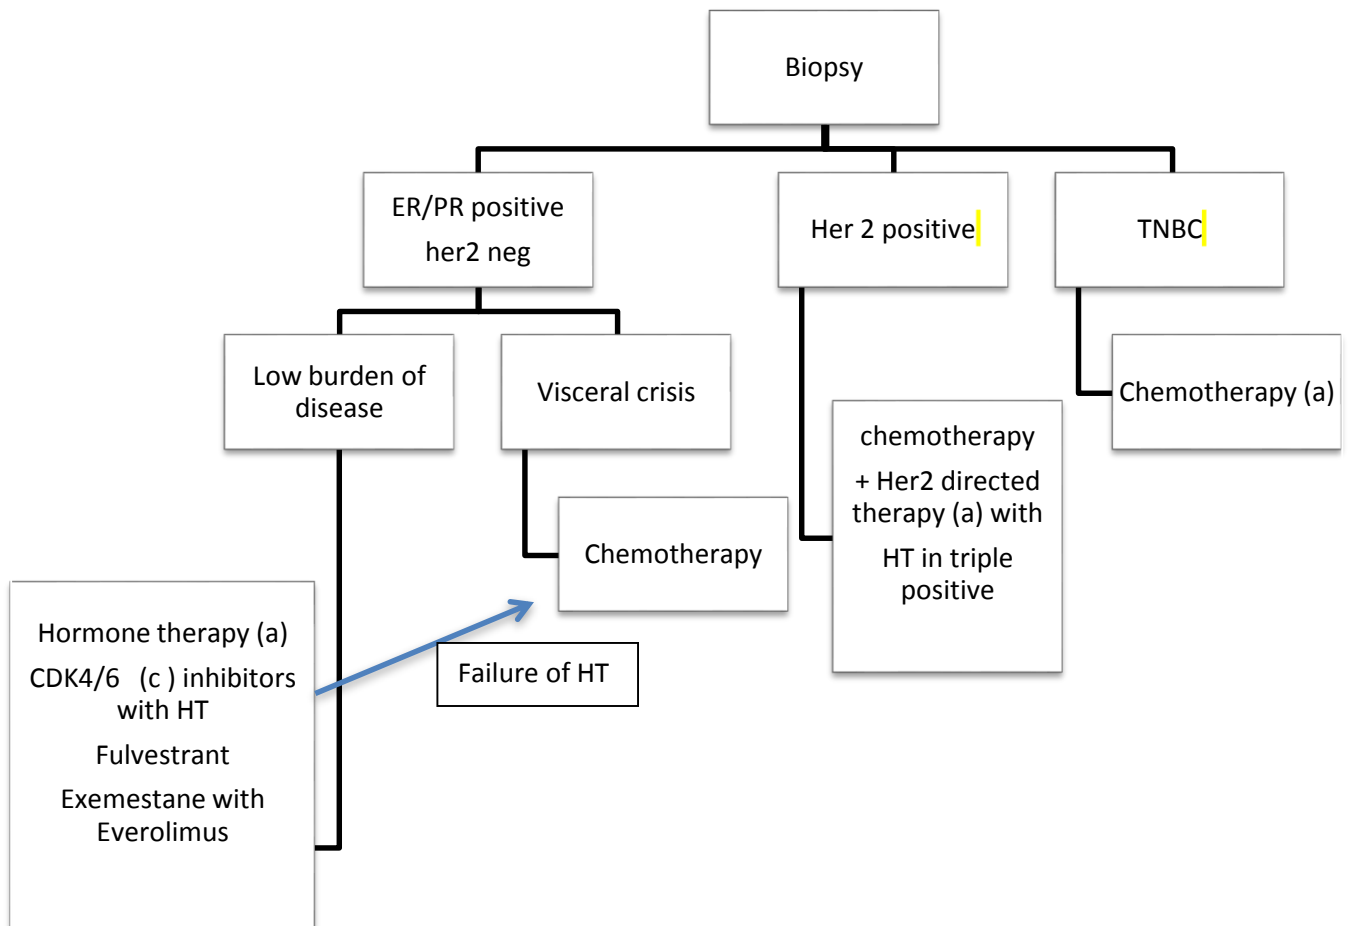 Biopsy
ER/PR positive
her2 neg
Her 2 positive
TNBC
Low burden of
disease
Visceral crisis
Chemotherapy (a)
chemotherapy
+ Her2 directed
therapy (a) with
HT in triple
positive
Chemotherapy
Hormone therapy (a)
CDK4/6 (c ) inhibitors
with HT
Fulvestrant
Exemestane with
Everolimus
Failure of HT